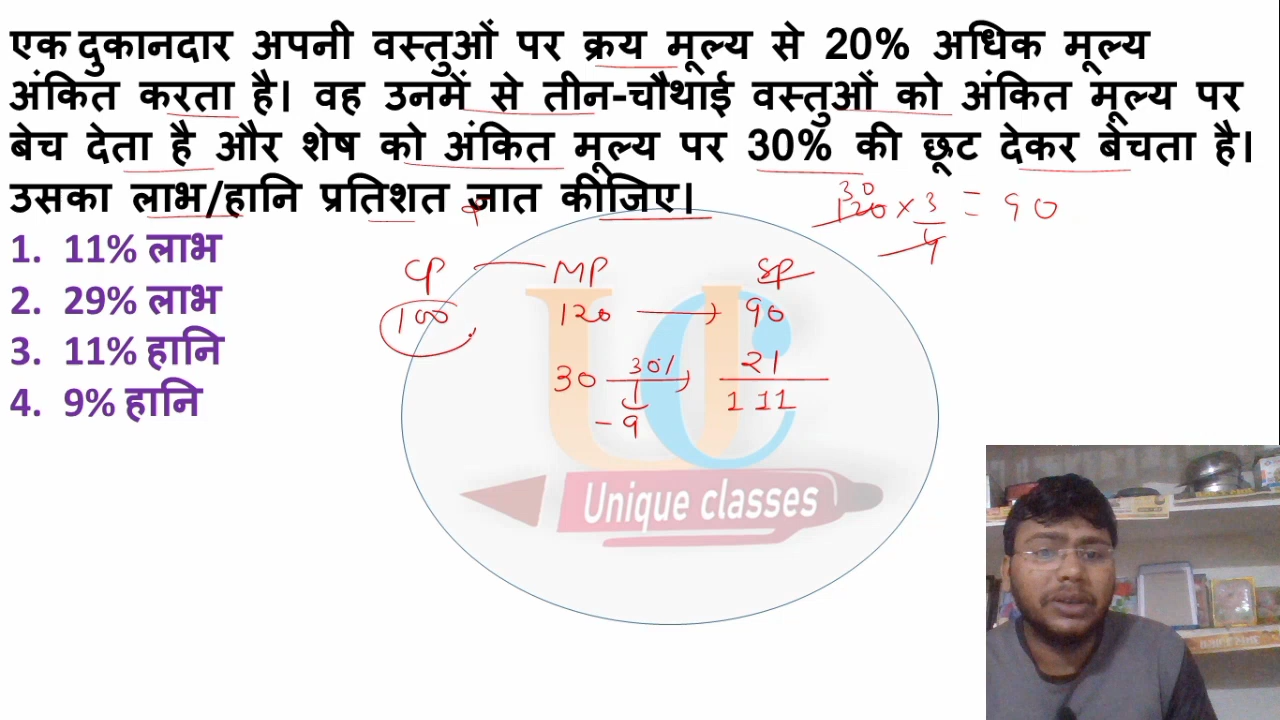 एक दुकानदार अपनी वस्तुओं पर क्रय मूल्य से 20% अधिक मूल्य
अंकित करता है। वह उनमें से तीन-चौथाई वस्तुओं को अंकित मूल्य पर
बेच देता है और शेष को अंकित मूल्य पर 30% की छूट देकर बेचता है।
उसका लाभ/हानि प्रतिशत ज्ञात कीजिए।
1. 11% लाभ
2. 29% लाभ
3. 11% हानि
4. 9% हानि
30
120 × 3/4 = 90
CP MP SP
100 120 90
30 30% 21
-9 111
Unique classes